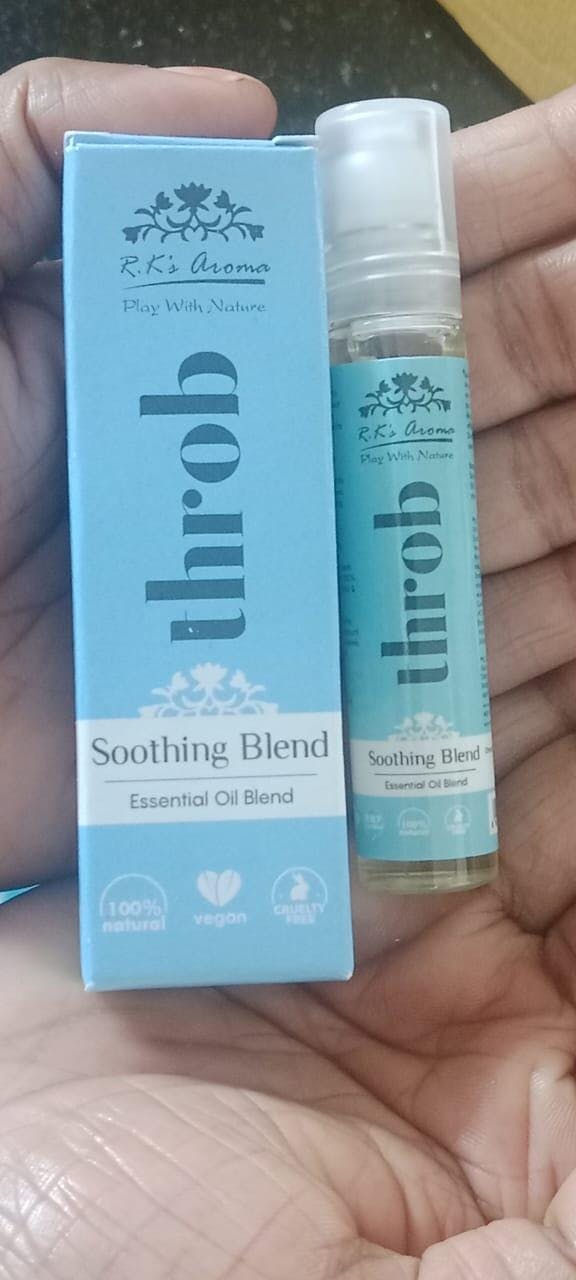 R.K's Aroma
Play With Nature
throb
Soothing Blend
Essential Oil Blend
100%
natural
vegan
CRUELTY
FREE
R.K's Aroma
Play With Nature
throb
Soothing Blend
Essential Oil Blend
100%